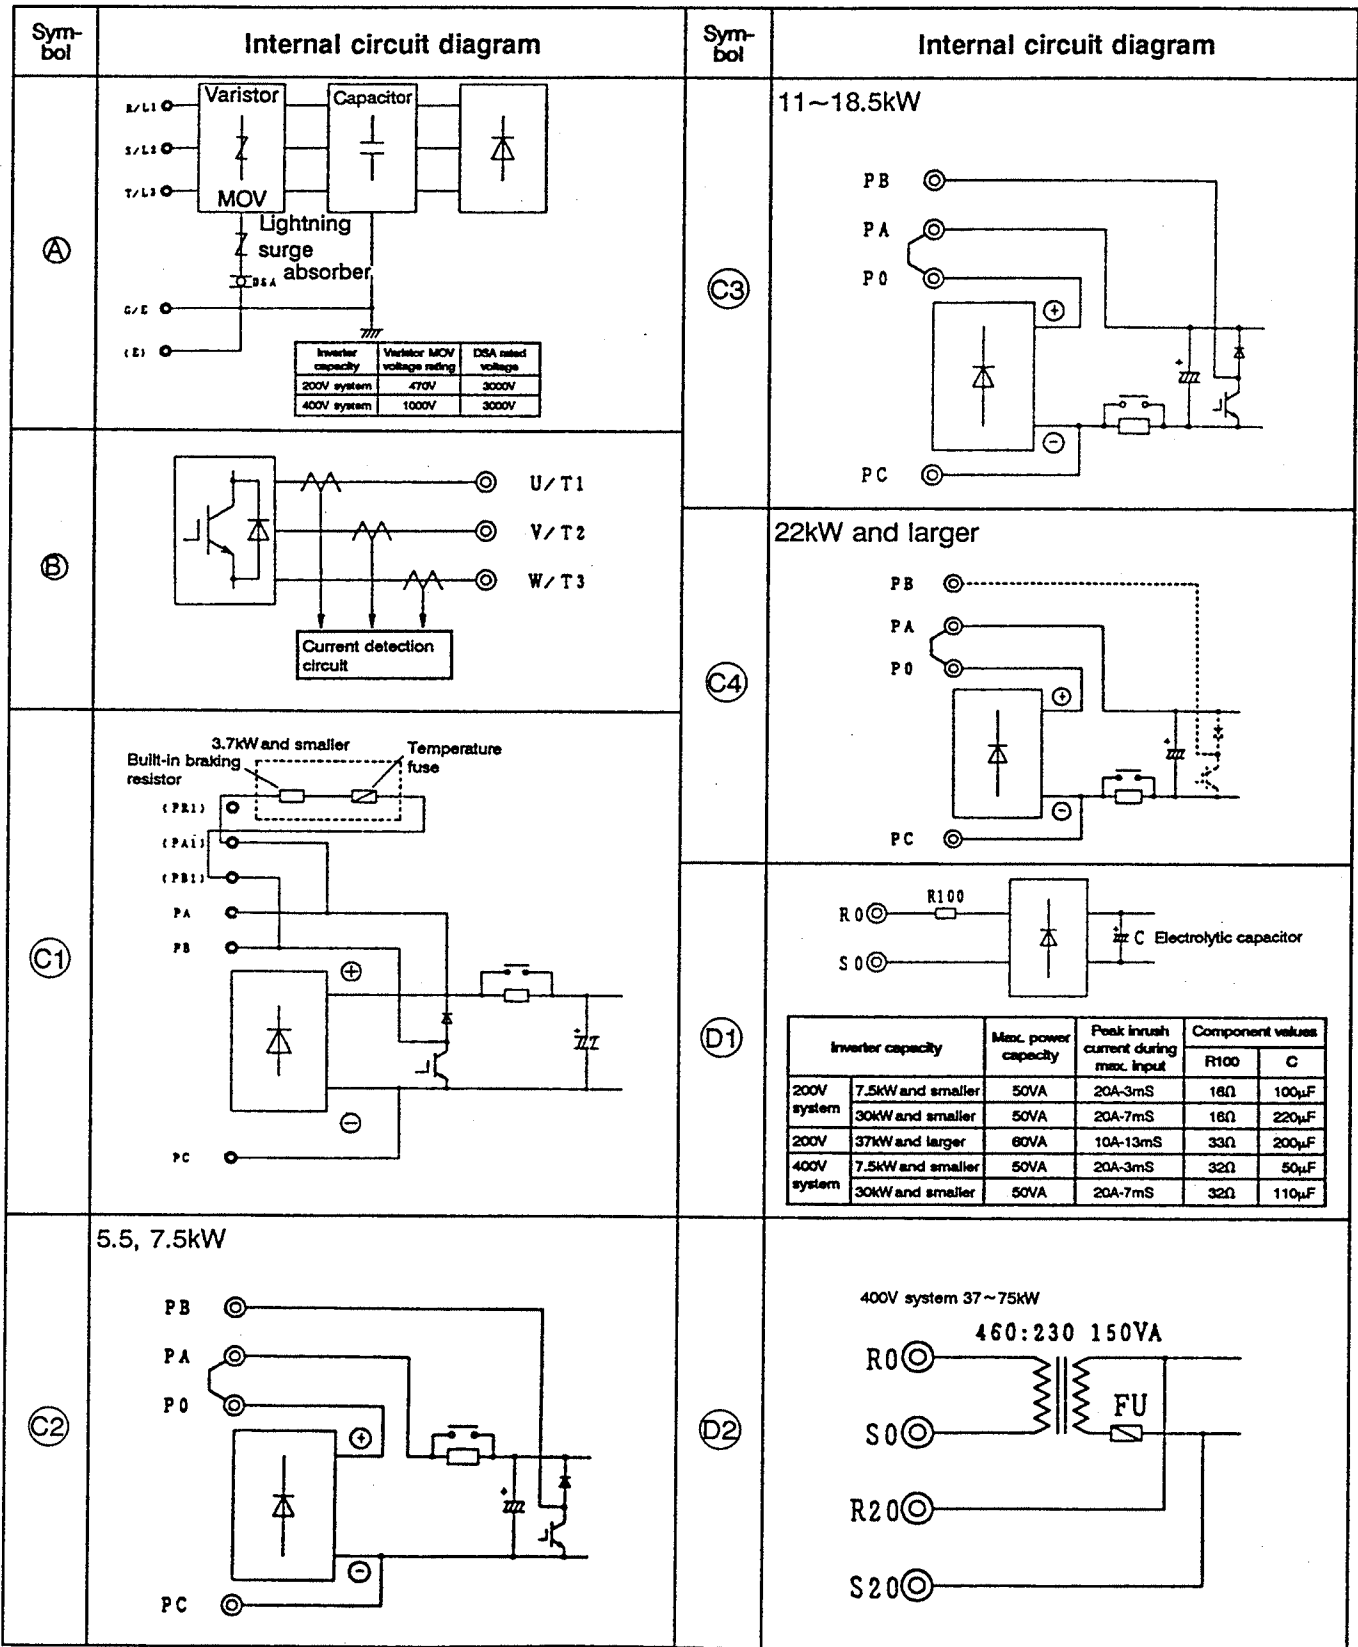 Sym-
bol
Internal circuit diagram
R/L1
S/L2
T/L3
Varistor
MOV
Capacitor
Lightning
surge
absorber
DSA
G/E
(E)
Inverter capacity | Varistor MOV voltage rating | DSA rated voltage
200V system | 470V | 3000V
400V system | 1000V | 3000V
A
B
U/T1
V/T2
W/T3
Current detection
circuit
C1
3.7kW and smaller
Built-in braking
resistor
Temperature
fuse
(PR1)
(PA1)
(PB1)
PA
PB
+
−
PC
C2
5.5, 7.5kW
PB
PA
P0
+
+
−
PC
Sym-
bol
Internal circuit diagram
C3
11~18.5kW
PB
PA
P0
+
+
−
PC
C4
22kW and larger
PB
PA
P0
+
+
−
PC
D1
R0
R100
S0
+
C Electrolytic capacitor
Inverter capacity | Max. power capacity | Peak inrush current during max. input | Component values
R100 | C
200V system | 7.5kW and smaller | 50VA | 20A-3mS | 16Ω | 100μF
30kW and smaller | 50VA | 20A-7mS | 16Ω | 220μF
200V | 37kW and larger | 60VA | 10A-13mS | 33Ω | 200μF
400V system | 7.5kW and smaller | 50VA | 20A-3mS | 32Ω | 50μF
30kW and smaller | 50VA | 20A-7mS | 32Ω | 110μF
D2
400V system 37~75kW
460:230 150VA
R0
S0
FU
R20
S20